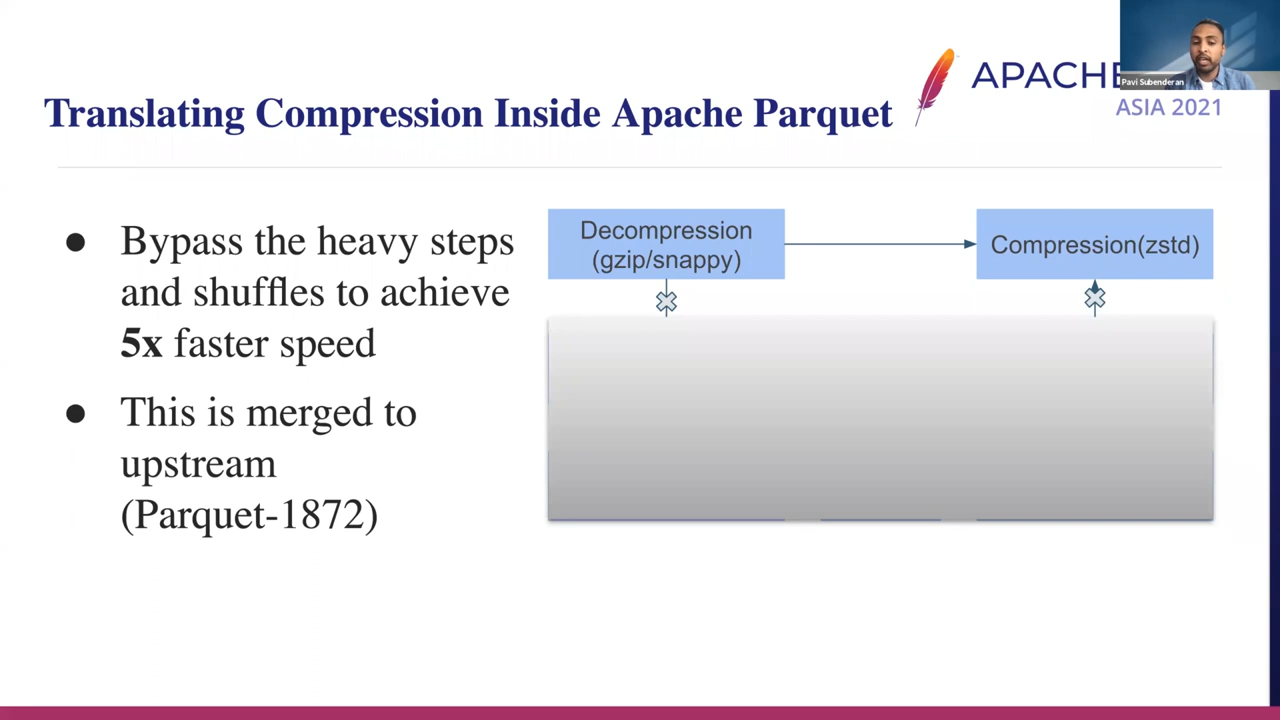 APACHE
Pavi Subenderan
ASIA 2021
Translating Compression Inside Apache Parquet
● Bypass the heavy steps
and shuffles to achieve
5x faster speed
● This is merged to
upstream
(Parquet-1872)
Decompression
(gzip/snappy)
Compression(zstd)